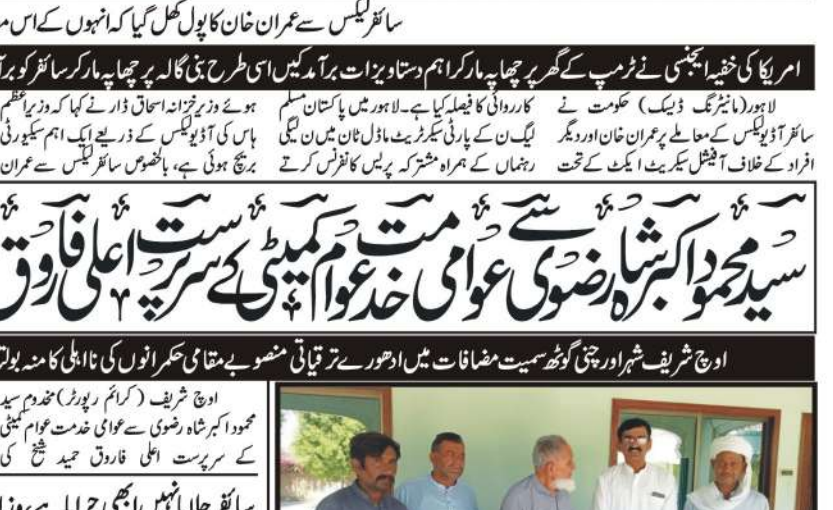 سائفر لیکس سے عمران خان کا پول کھل گیا کہ انہوں کے اس
امریکا کی خفیہ ایجنسی نے ٹرمپ کے گھر پر چھاپہ مار کر اہم دستاویزات برآمد کیں اسی طرح بنی گالہ پر چھاپہ مار کر سائفر کو
لاہور (مانیٹرنگ ڈیسک) حکومت نے
سائفر آڈیو لیکس کے معاملے پر عمران خان اور دیگر
افراد کے خلاف آفیشل سیکریٹ ایکٹ کے تحت
کارروائی کا فیصلہ کیا ہے۔ لاہور میں پاکستان مسلم
لیگ ن کے پارٹی سیکرٹریٹ ماڈل ٹاؤن میں ن لیگی
رہنماں کے ہمراہ مشترکہ پریس کانفرنس کرتے
ہوئے وزیر خزانہ اسحاق ڈار نے کہا کہ وزیراعظم
ہاس کی آڈیو لیکس کے ذریعے ایک اہم سیکیورٹی
بریچ ہوئی ہے، بالخصوص سائفر لیکس سے عمران
سید محمود اکبر شاہ رضوی سے عوامی خدمت عوام کمیٹی کے سرپرست اعلی فاروق
اوچ شریف شہر اور چنی گوٹھ سمیت مضافات میں ادھورے ترقیاتی منصوبے مقامی حکمرانوں کی نااہلی کا منہ
اوچ شریف (کرائم رپورٹر) مخدوم سید
محمود اکبر شاہ رضوی سے عوامی خدمت عوام کمیٹی
کے سرپرست اعلی فاروق حمید شیخ کی